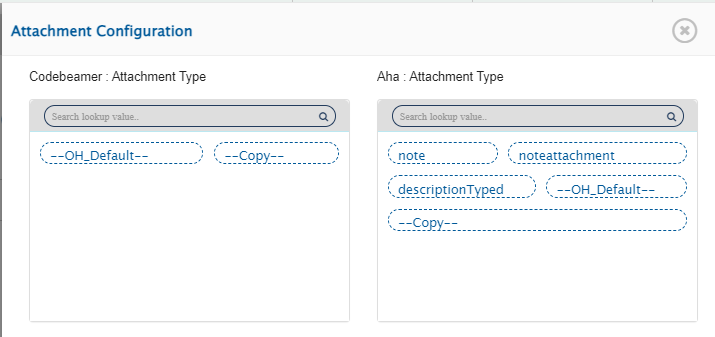 Attachment Configuration
Codebeamer : Attachment Type
Aha : Attachment Type
Search lookup value..
Search lookup value..
--OH_Default--
--Copy--
note
noteattachment
descriptionTyped
--OH_Default--
--Copy--